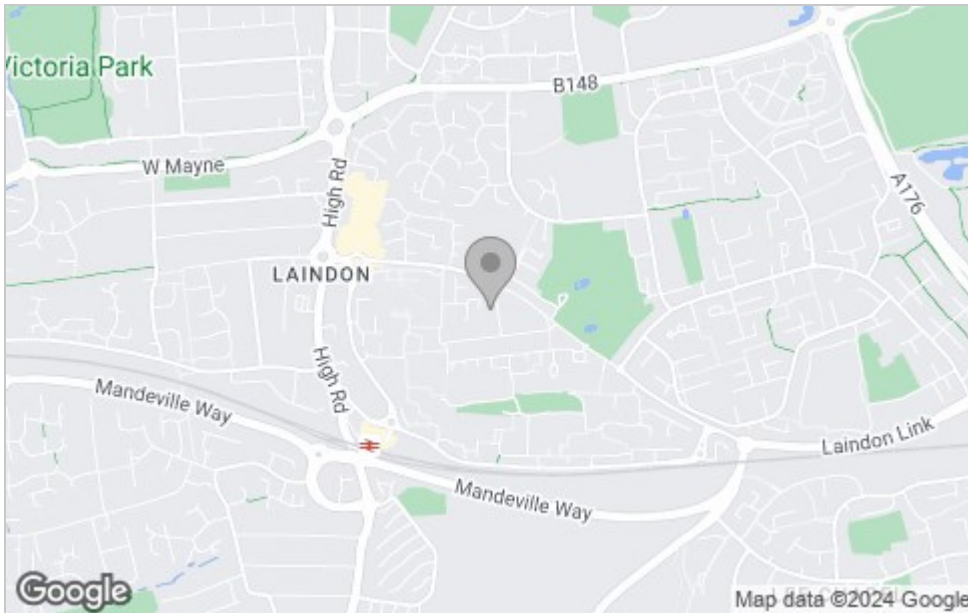 Victoria Park
B148
W Mayne
High Rd
A176
LAINDON
High Rd
Mandeville Way
Laindon Link
Mandeville Way
Google
Map data ©2024 Google